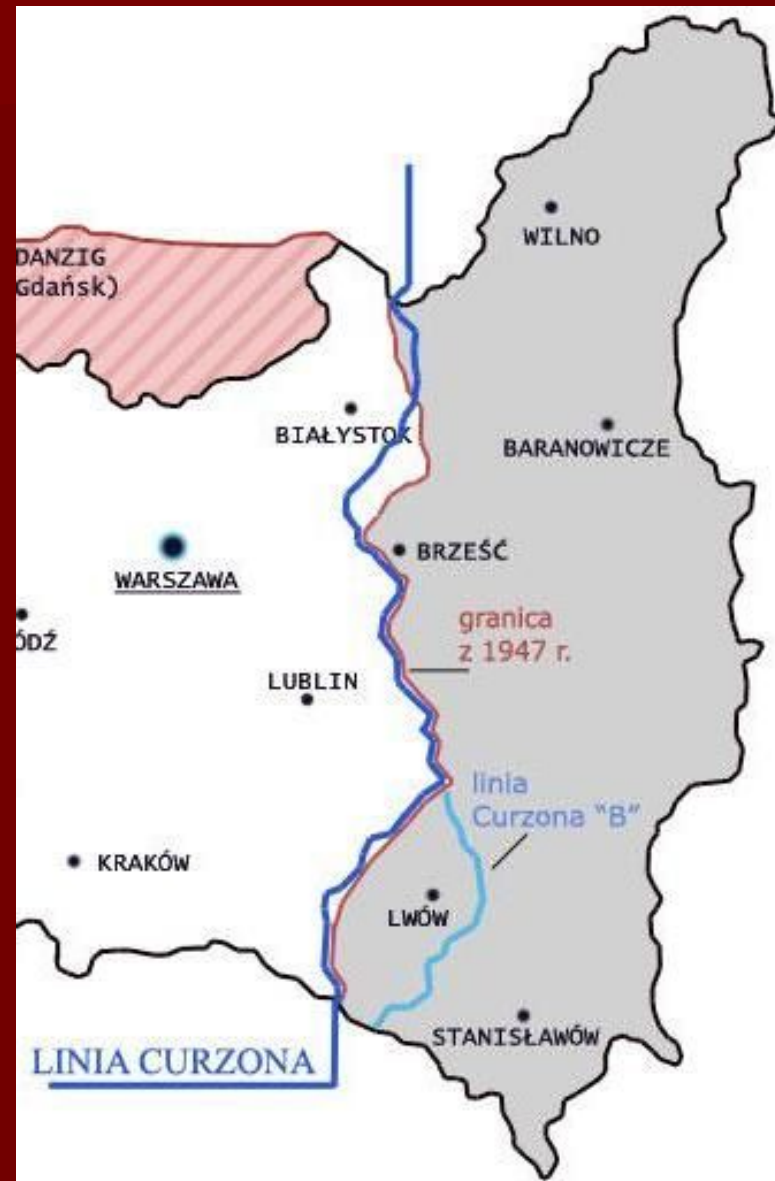 WILNO
DANZIG
Gdańsk)
BIAŁYSTOK
BARANOWICZE
BRZEŚĆ
WARSZAWA
granica
z 1947 r.
ÓDŹ
LUBLIN
linia
Curzona "B"
KRAKÓW
LWÓW
STANISŁAWÓW
LINIA CURZONA